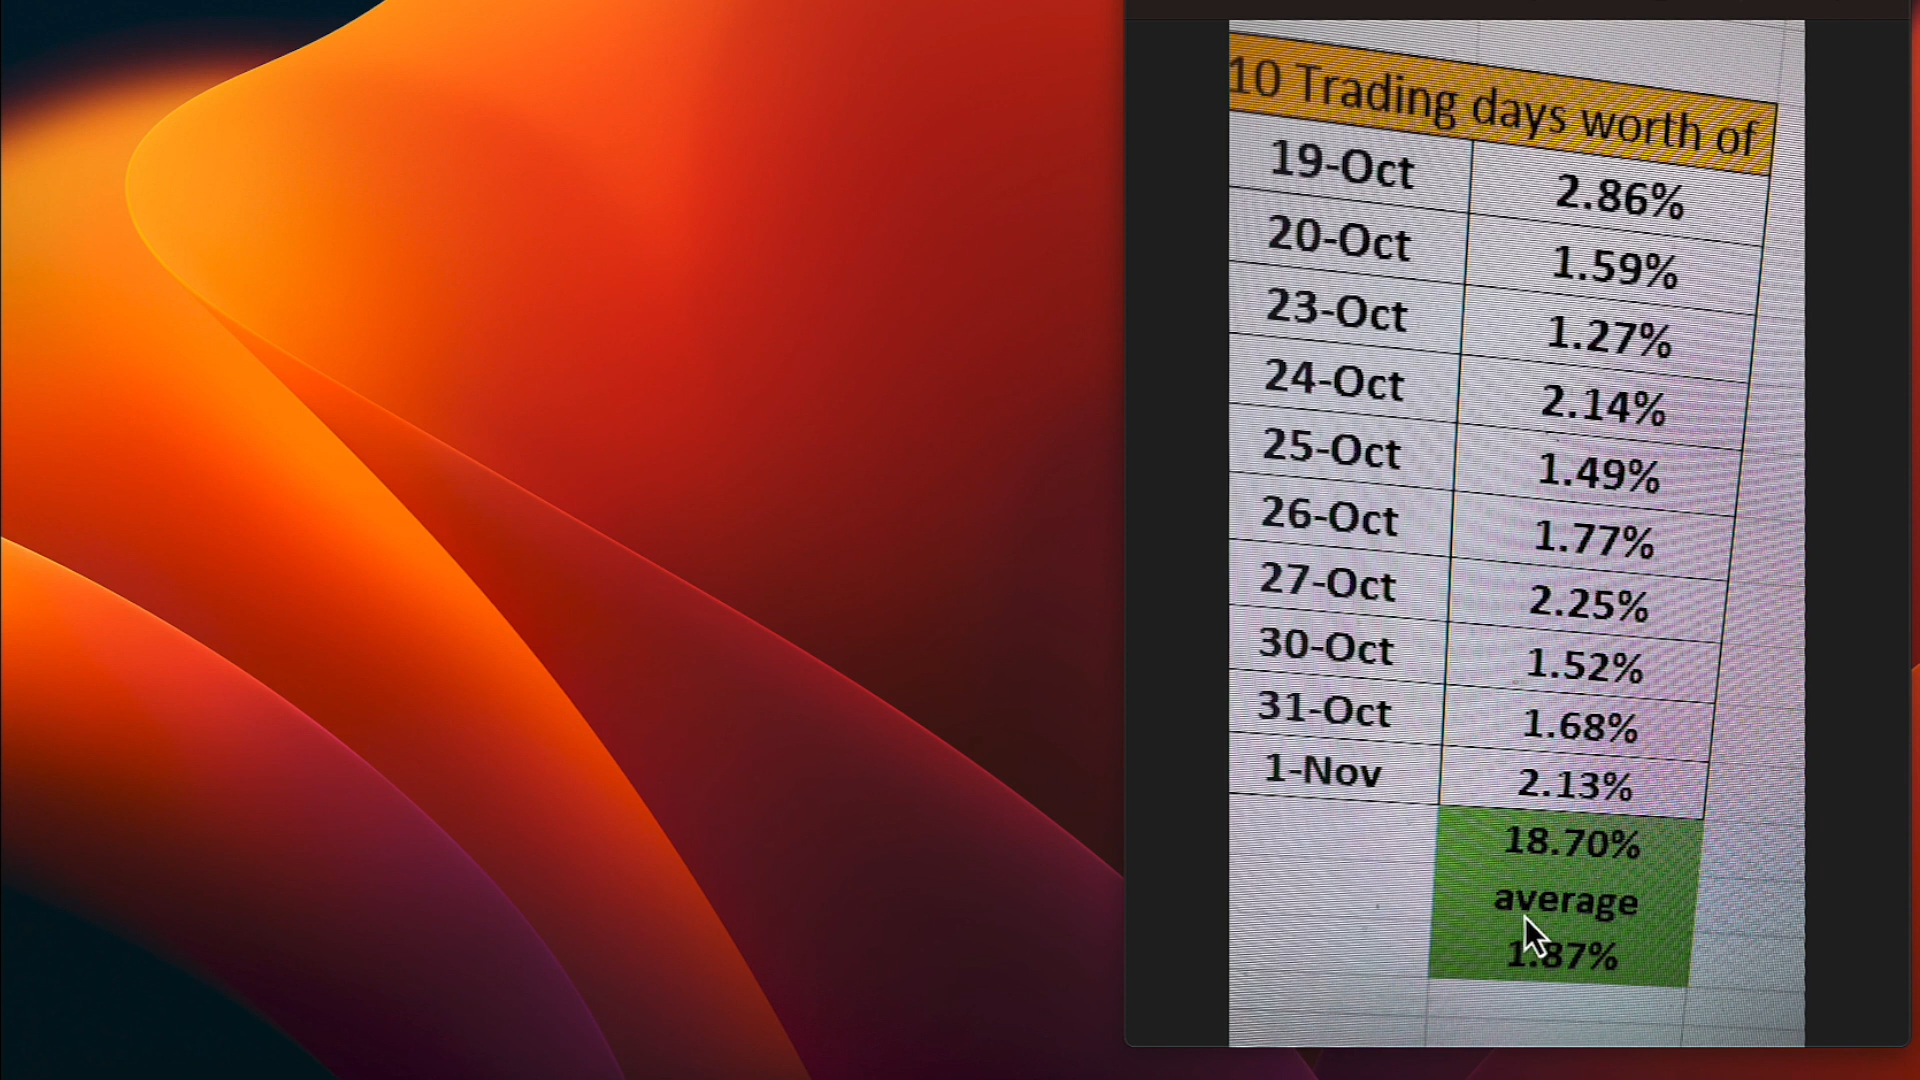 10 Trading days worth of
19-Oct 2.86%
20-Oct 1.59%
23-Oct 1.27%
24-Oct 2.14%
25-Oct 1.49%
26-Oct 1.77%
27-Oct 2.25%
30-Oct 1.52%
31-Oct 1.68%
1-Nov 2.13%
18.70%
average
1.87%